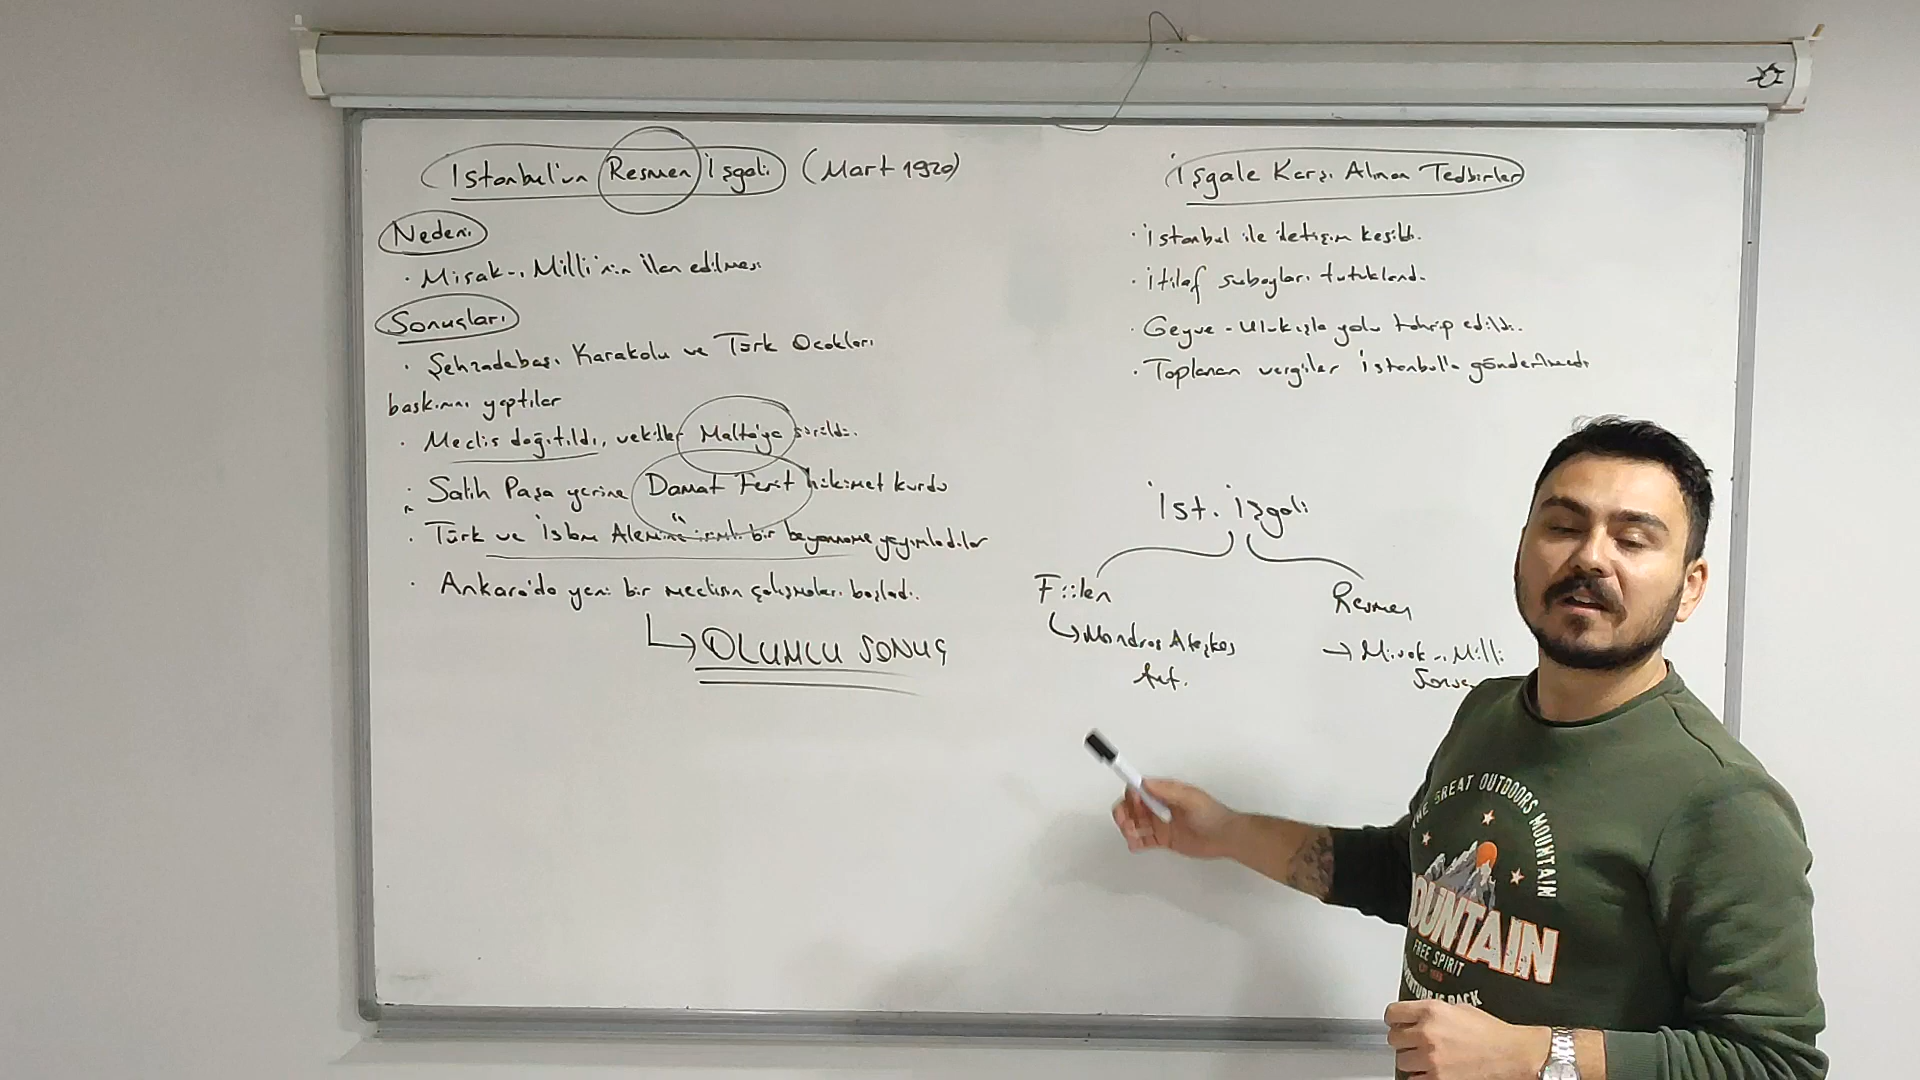 İstanbul'un Resmen İşgali (Mart 1920)
Nedeni
· Misak-ı Milli'nin ilan edilmesi
Sonuçları
· Şehzadebaşı Karakolu ve Türk Ocakları
baskınını yaptılar
· Meclis dağıtıldı, vekiller Malta'ya sürüldü.
· Salih Paşa yerine Damat Ferit hükümet kurdu
· Türk ve İslam Alemine bir beyanname yayımladılar
· Ankara'da yeni bir meclisin çalışmaları başladı.
OLUMLU SONUÇ
İşgale Karşı Alınan Tedbirler
· İstanbul ile iletişim kesildi.
· İtilaf subayları tutuklandı.
· Geyve - Ulukışla yolu tahrip edildi.
· Toplanan vergiler İstanbul'a gönderilmedi
İst. İşgali
Fiilen
Resmen
Mondros Ateşkes
Ant.
→ Misak-ı Milli
THE GREAT OUTDOORS MOUNTAIN
MOUNTAIN
FREE SPIRIT